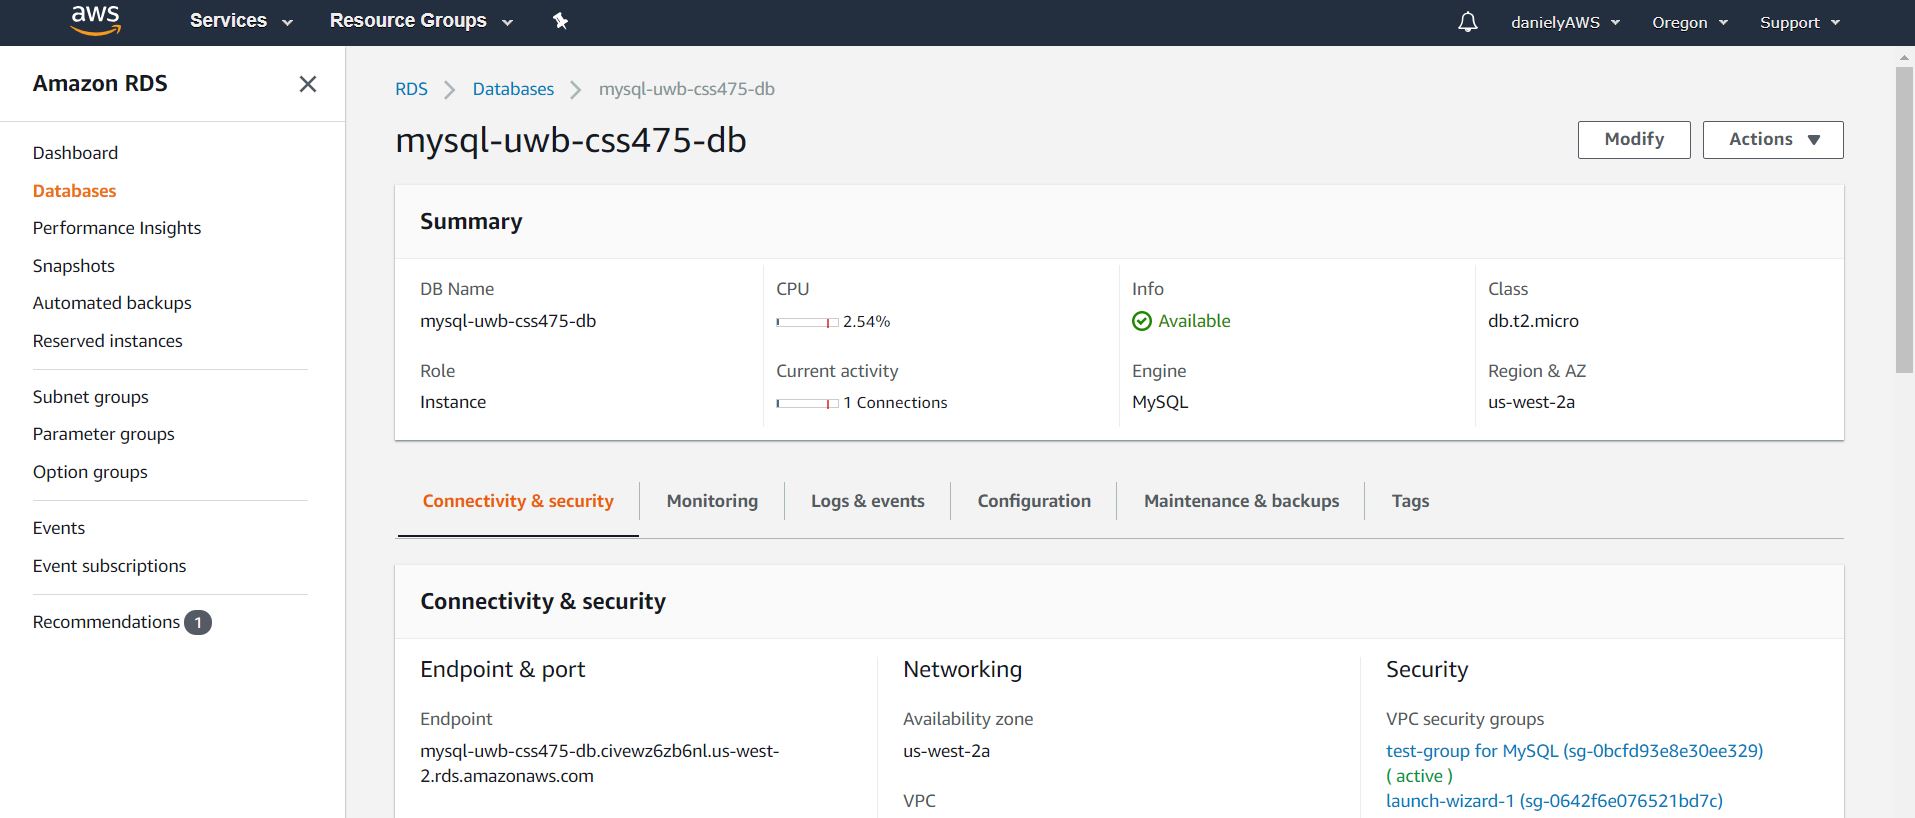 aws Services Resource Groups danielyAWS Oregon Support
Amazon RDS
Dashboard
Databases
Performance Insights
Snapshots
Automated backups
Reserved instances
Subnet groups
Parameter groups
Option groups
Events
Event subscriptions
Recommendations 1
RDS Databases mysql-uwb-css475-db
mysql-uwb-css475-db
Modify Actions
Summary
DB Name
mysql-uwb-css475-db
CPU
2.54%
Info
Available
Class
db.t2.micro
Role
Instance
Current activity
1 Connections
Engine
MySQL
Region & AZ
us-west-2a
Connectivity & security Monitoring Logs & events Configuration Maintenance & backups Tags
Connectivity & security
Endpoint & port
Endpoint
mysql-uwb-css475-db.civewz6zb6nl.us-west-
2.rds.amazonaws.com
Networking
Availability zone
us-west-2a
VPC
Security
VPC security groups
test-group for MySQL (sg-0bcfd93e8e30ee329)
( active )
launch-wizard-1 (sg-0642f6e076521bd7c)